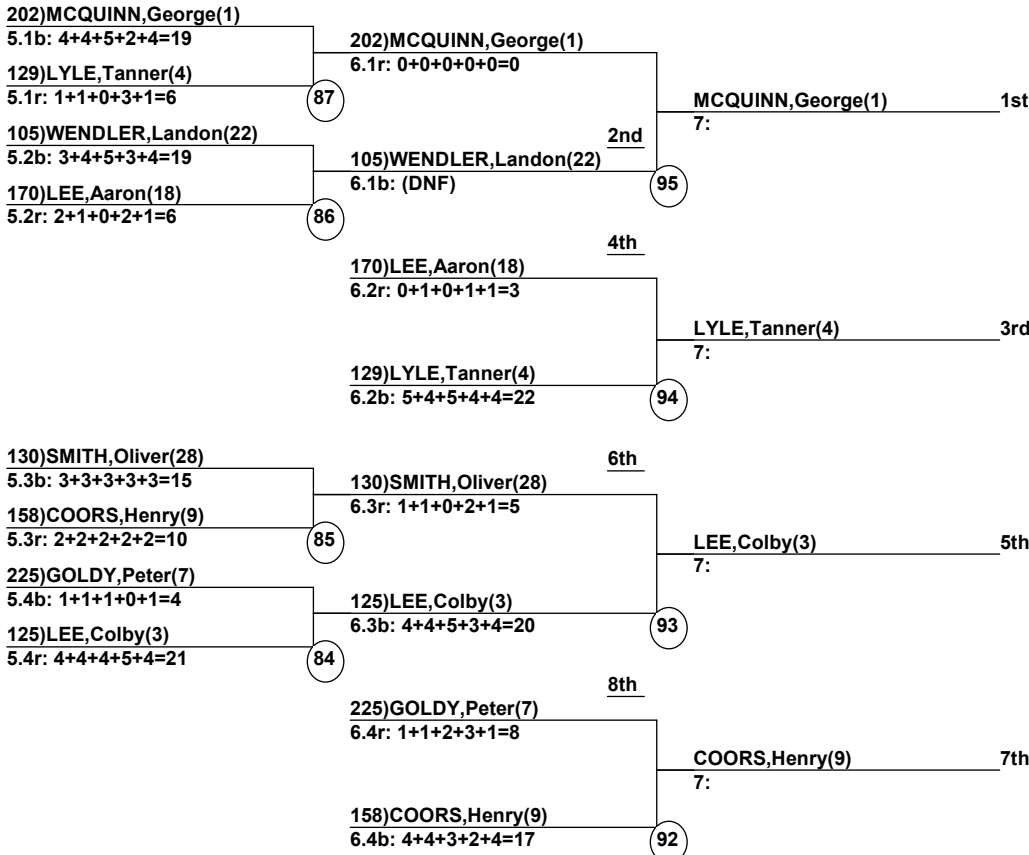 202)MCQUINN,George(1)
5.1b: 4+4+5+2+4=19
129)LYLE,Tanner(4)
5.1r: 1+1+0+3+1=6
87
105)WENDLER,Landon(22)
5.2b: 3+4+5+3+4=19
170)LEE,Aaron(18)
5.2r: 2+1+0+2+1=6
86
202)MCQUINN,George(1)
6.1r: 0+0+0+0+0=0
2nd
105)WENDLER,Landon(22)
6.1b: (DNF)
95
MCQUINN,George(1)
1st
7:
4th
170)LEE,Aaron(18)
6.2r: 0+1+0+1+1=3
129)LYLE,Tanner(4)
6.2b: 5+4+5+4+4=22
94
LYLE,Tanner(4)
3rd
7:
130)SMITH,Oliver(28)
5.3b: 3+3+3+3+3=15
158)COORS,Henry(9)
5.3r: 2+2+2+2+2=10
85
225)GOLDY,Peter(7)
5.4b: 1+1+1+0+1=4
125)LEE,Colby(3)
5.4r: 4+4+4+5+4=21
84
6th
130)SMITH,Oliver(28)
6.3r: 1+1+0+2+1=5
125)LEE,Colby(3)
6.3b: 4+4+5+3+4=20
93
LEE,Colby(3)
5th
7:
8th
225)GOLDY,Peter(7)
6.4r: 1+1+2+3+1=8
158)COORS,Henry(9)
6.4b: 4+4+3+2+4=17
92
COORS,Henry(9)
7th
7: